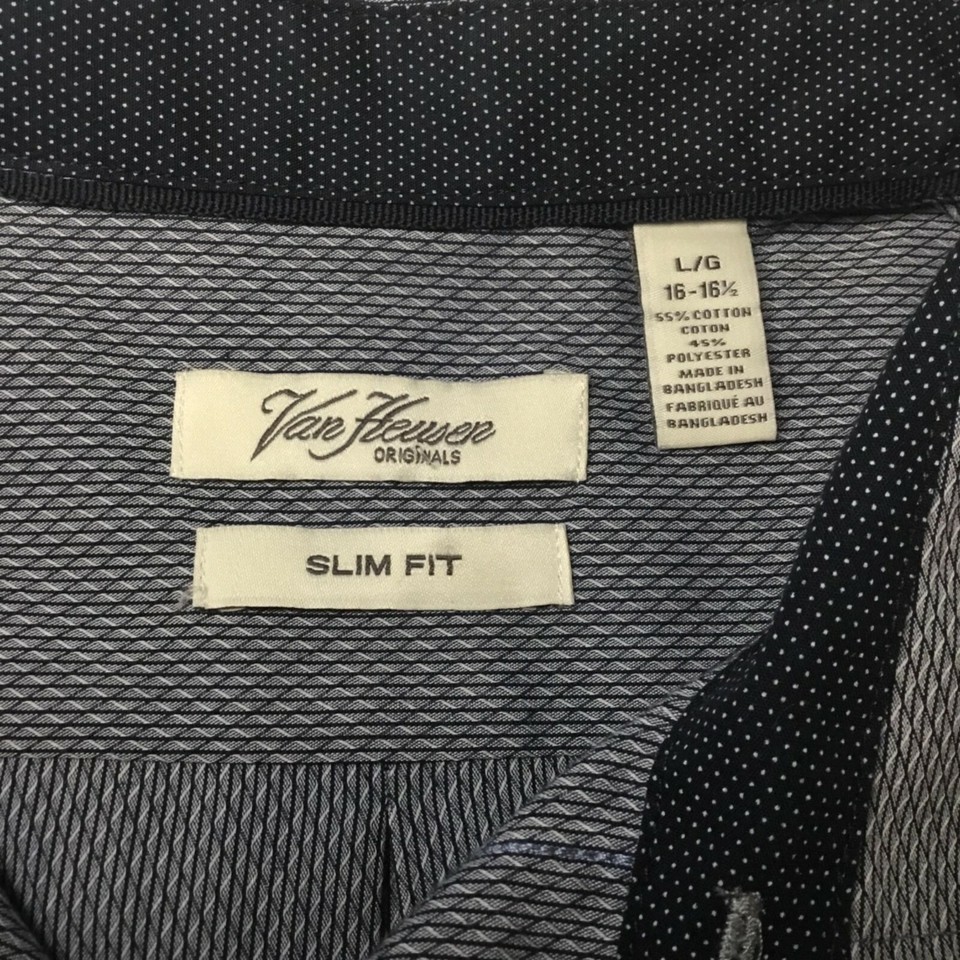 L/G
16-16½
55% COTTON
COTON
45%
POLYESTER
MADE IN
BANGLADESH
FABRIQUÉ AU
BANGLADESH
Van Heusen
ORIGINALS
SLIM FIT